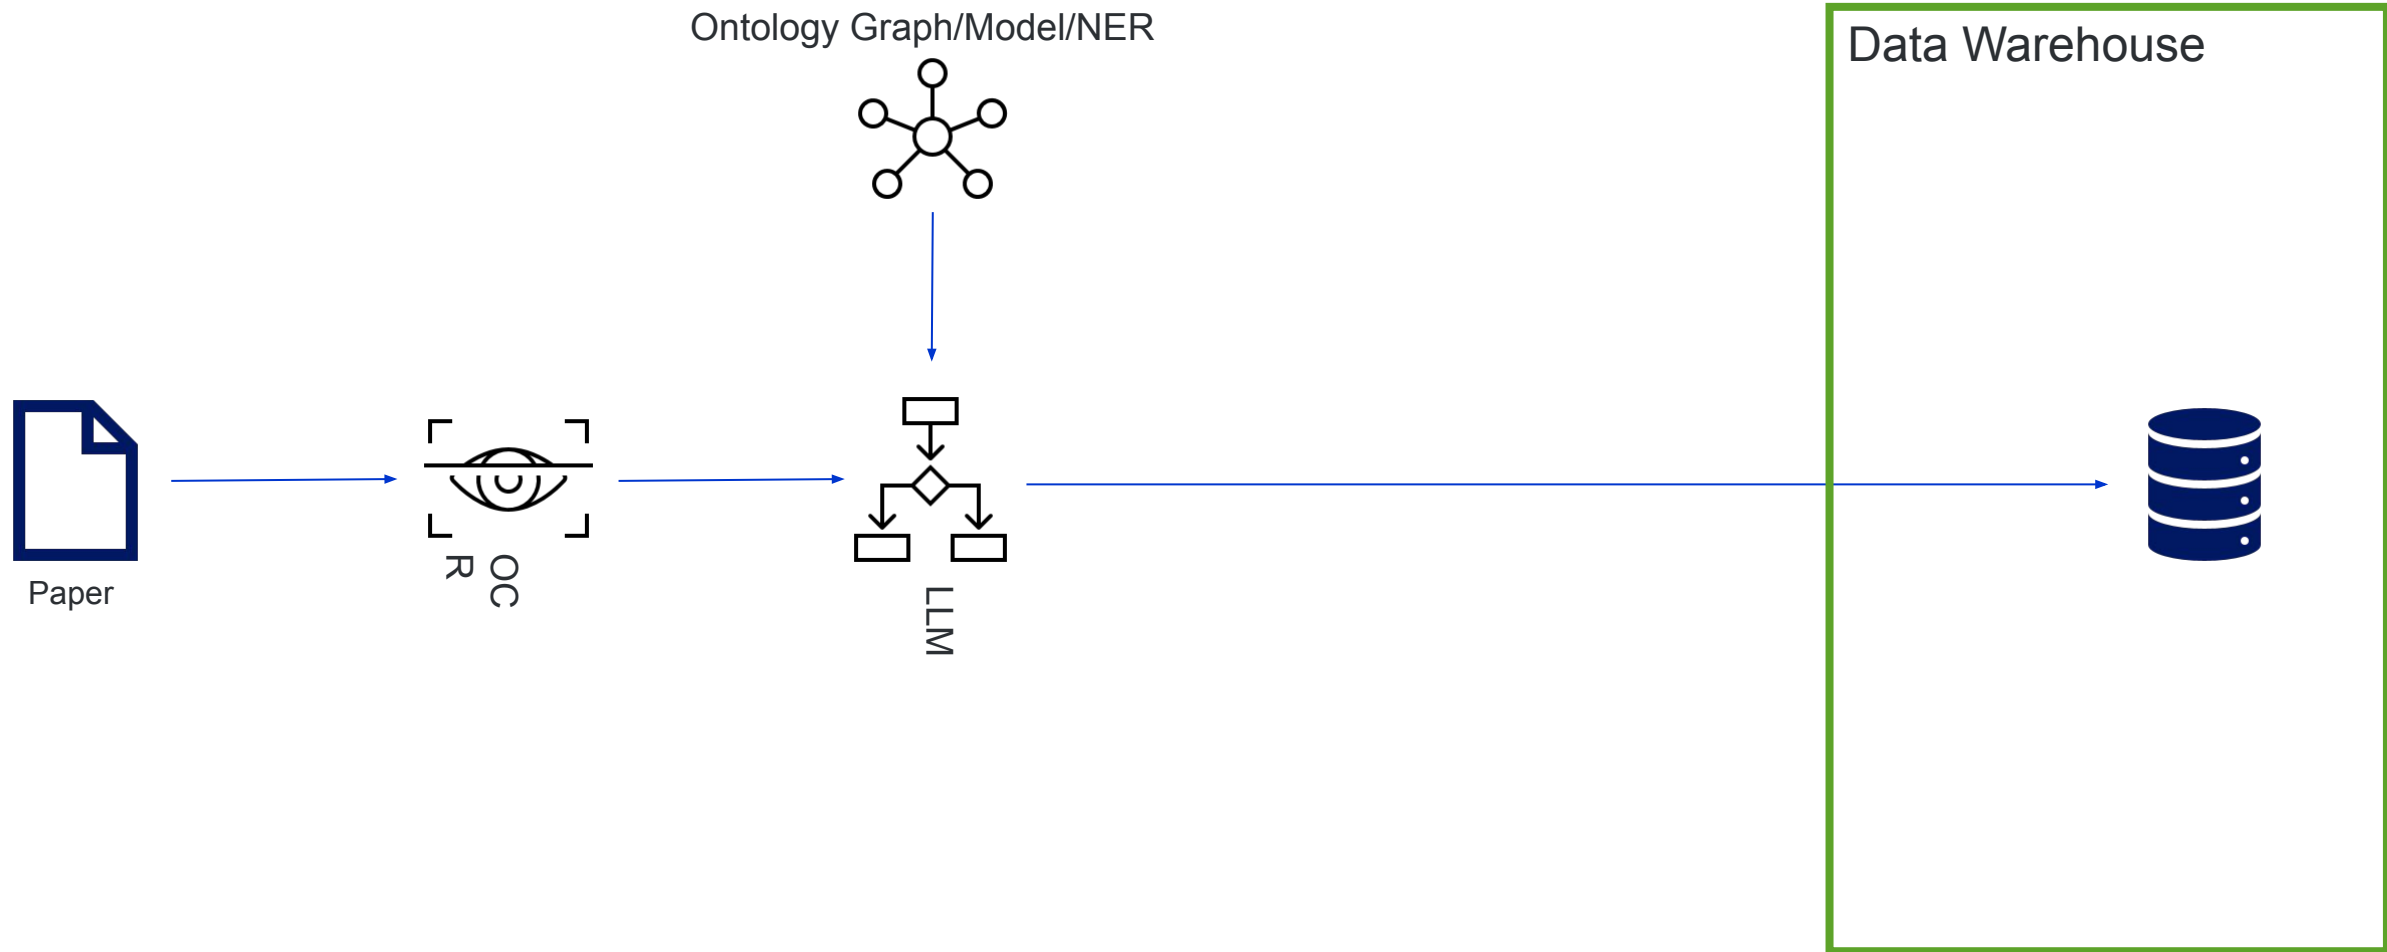 Ontology Graph/Model/NER
Data Warehouse
Paper
OC
R
LLM